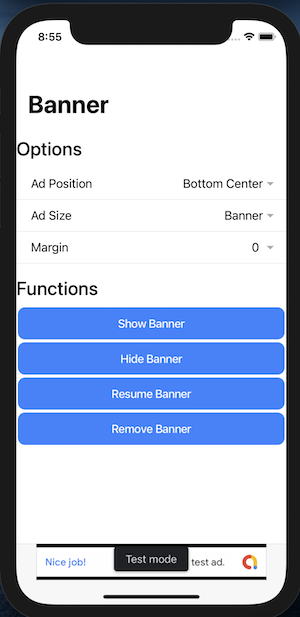 8:55
Banner
Options
Ad Position Bottom Center
Ad Size Banner
Margin 0
Functions
Show Banner
Hide Banner
Resume Banner
Remove Banner
Nice job! Test mode test ad.